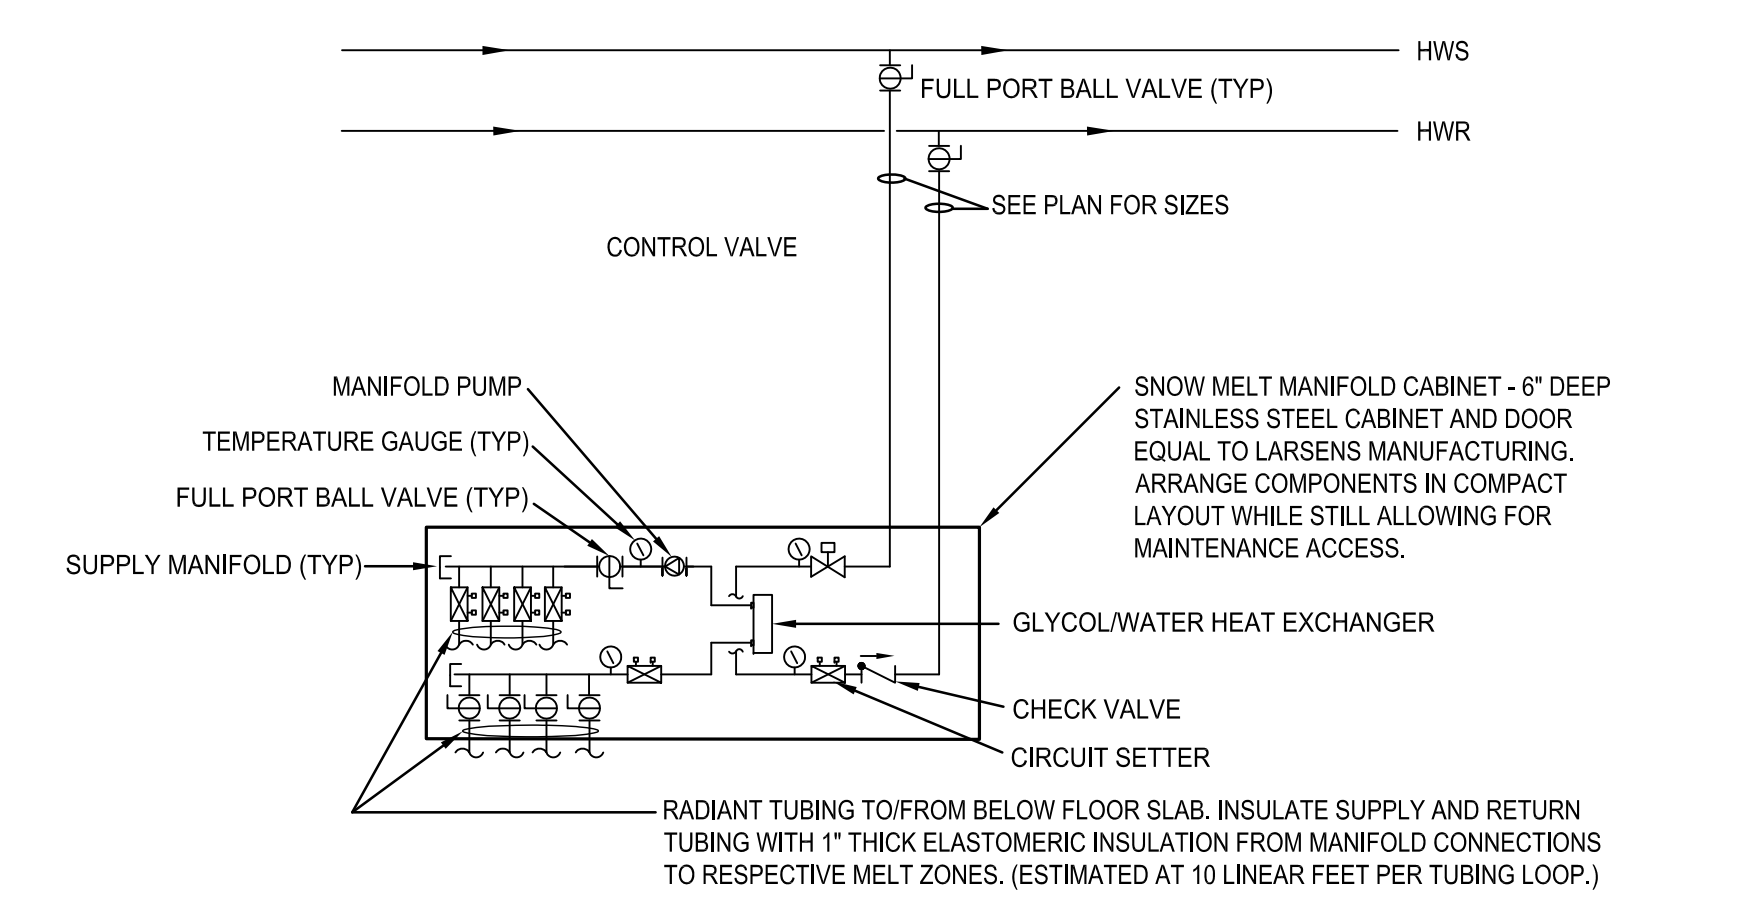 HWS
FULL PORT BALL VALVE (TYP)
HWR
SEE PLAN FOR SIZES
CONTROL VALVE
MANIFOLD PUMP
TEMPERATURE GAUGE (TYP)
FULL PORT BALL VALVE (TYP)
SUPPLY MANIFOLD (TYP)
SNOW MELT MANIFOLD CABINET - 6" DEEP
STAINLESS STEEL CABINET AND DOOR
EQUAL TO LARSENS MANUFACTURING.
ARRANGE COMPONENTS IN COMPACT
LAYOUT WHILE STILL ALLOWING FOR
MAINTENANCE ACCESS.
GLYCOL/WATER HEAT EXCHANGER
CHECK VALVE
CIRCUIT SETTER
RADIANT TUBING TO/FROM BELOW FLOOR SLAB. INSULATE SUPPLY AND RETURN
TUBING WITH 1" THICK ELASTOMERIC INSULATION FROM MANIFOLD CONNECTIONS
TO RESPECTIVE MELT ZONES. (ESTIMATED AT 10 LINEAR FEET PER TUBING LOOP.)